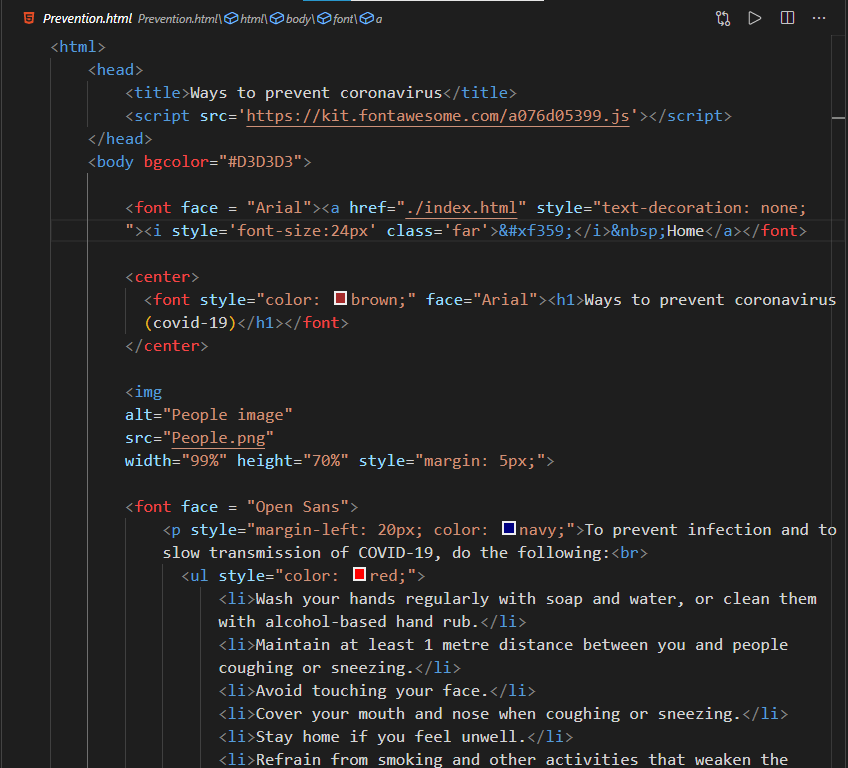 Prevention.html Prevention.html\html\body\font\a
<html>
<head>
<title>Ways to prevent coronavirus</title>
<script src='https://kit.fontawesome.com/a076d05399.js'></script>
</head>
<body bgcolor="#D3D3D3">
<font face = "Arial"><a href="./index.html" style="text-decoration: none;
"><i style='font-size:24px' class='far'>&#xf359;</i>&nbsp;Home</a></font>
<center>
<font style="color: brown;" face="Arial"><h1>Ways to prevent coronavirus
(covid-19)</h1></font>
</center>
<img
alt="People image"
src="People.png"
width="99%" height="70%" style="margin: 5px;">
<font face = "Open Sans">
<p style="margin-left: 20px; color: navy;">To prevent infection and to
slow transmission of COVID-19, do the following:<br>
<ul style="color: red;">
<li>Wash your hands regularly with soap and water, or clean them
with alcohol-based hand rub.</li>
<li>Maintain at least 1 metre distance between you and people
coughing or sneezing.</li>
<li>Avoid touching your face.</li>
<li>Cover your mouth and nose when coughing or sneezing.</li>
<li>Stay home if you feel unwell.</li>
<li>Refrain from smoking and other activities that weaken the